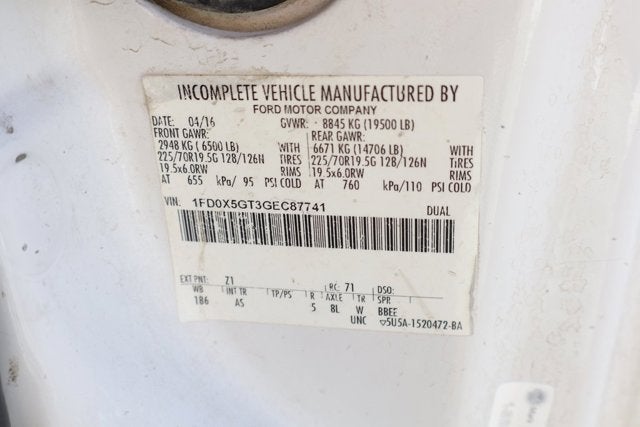 INCOMPLETE VEHICLE MANUFACTURED BY
FORD MOTOR COMPANY
DATE: 04/16 GVWR: 8845 KG (19500 LB)
FRONT GAWR: REAR GAWR:
2948 KG ( 6500 LB) WITH 6671 KG (14706 LB) WITH
225/70R19.5G 128/126N TIRES 225/70R19.5G 128/126N TIRES
19.5x6.0RW RIMS 19.5x6.0RW RIMS
AT 655 kPa/ 95 PSI COLD AT 760 kPa/110 PSI COLD
VIN: 1FD0X5GT3GEC87741 DUAL
EXT PNT: Z1 RC: 71 DSO:
WB INT TR TP/PS R AXLE TR SPR
186 AS 5 8L W BBEE
UNC 5U5A-1520472-BA